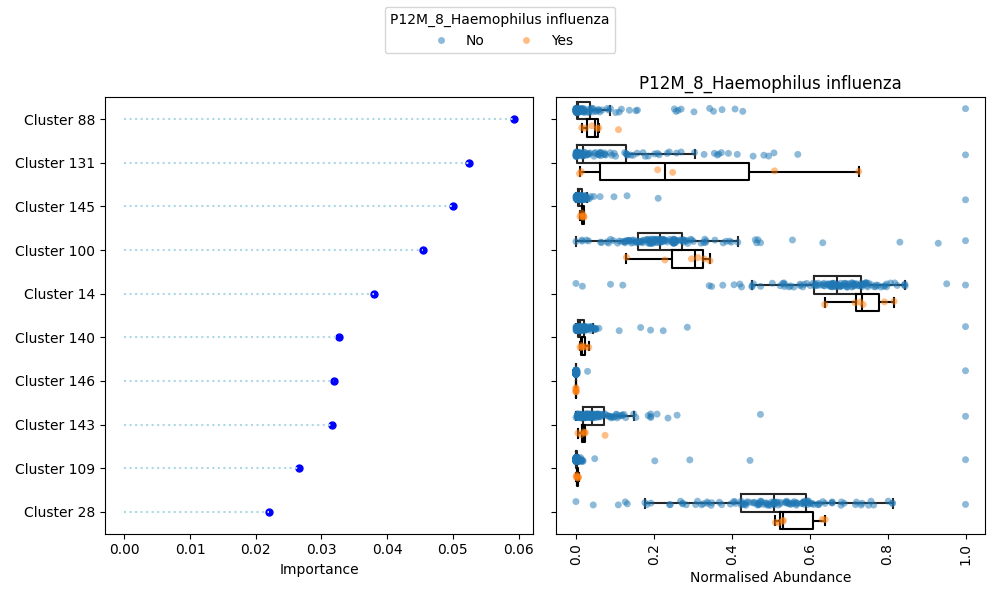 P12M_8_Haemophilus influenza
No Yes
P12M_8_Haemophilus influenza
Cluster 88
Cluster 131
Cluster 145
Cluster 100
Cluster 14
Cluster 140
Cluster 146
Cluster 143
Cluster 109
Cluster 28
0.00 0.01 0.02 0.03 0.04 0.05 0.06
Importance
0.0 0.2 0.4 0.6 0.8 1.0
Normalised Abundance